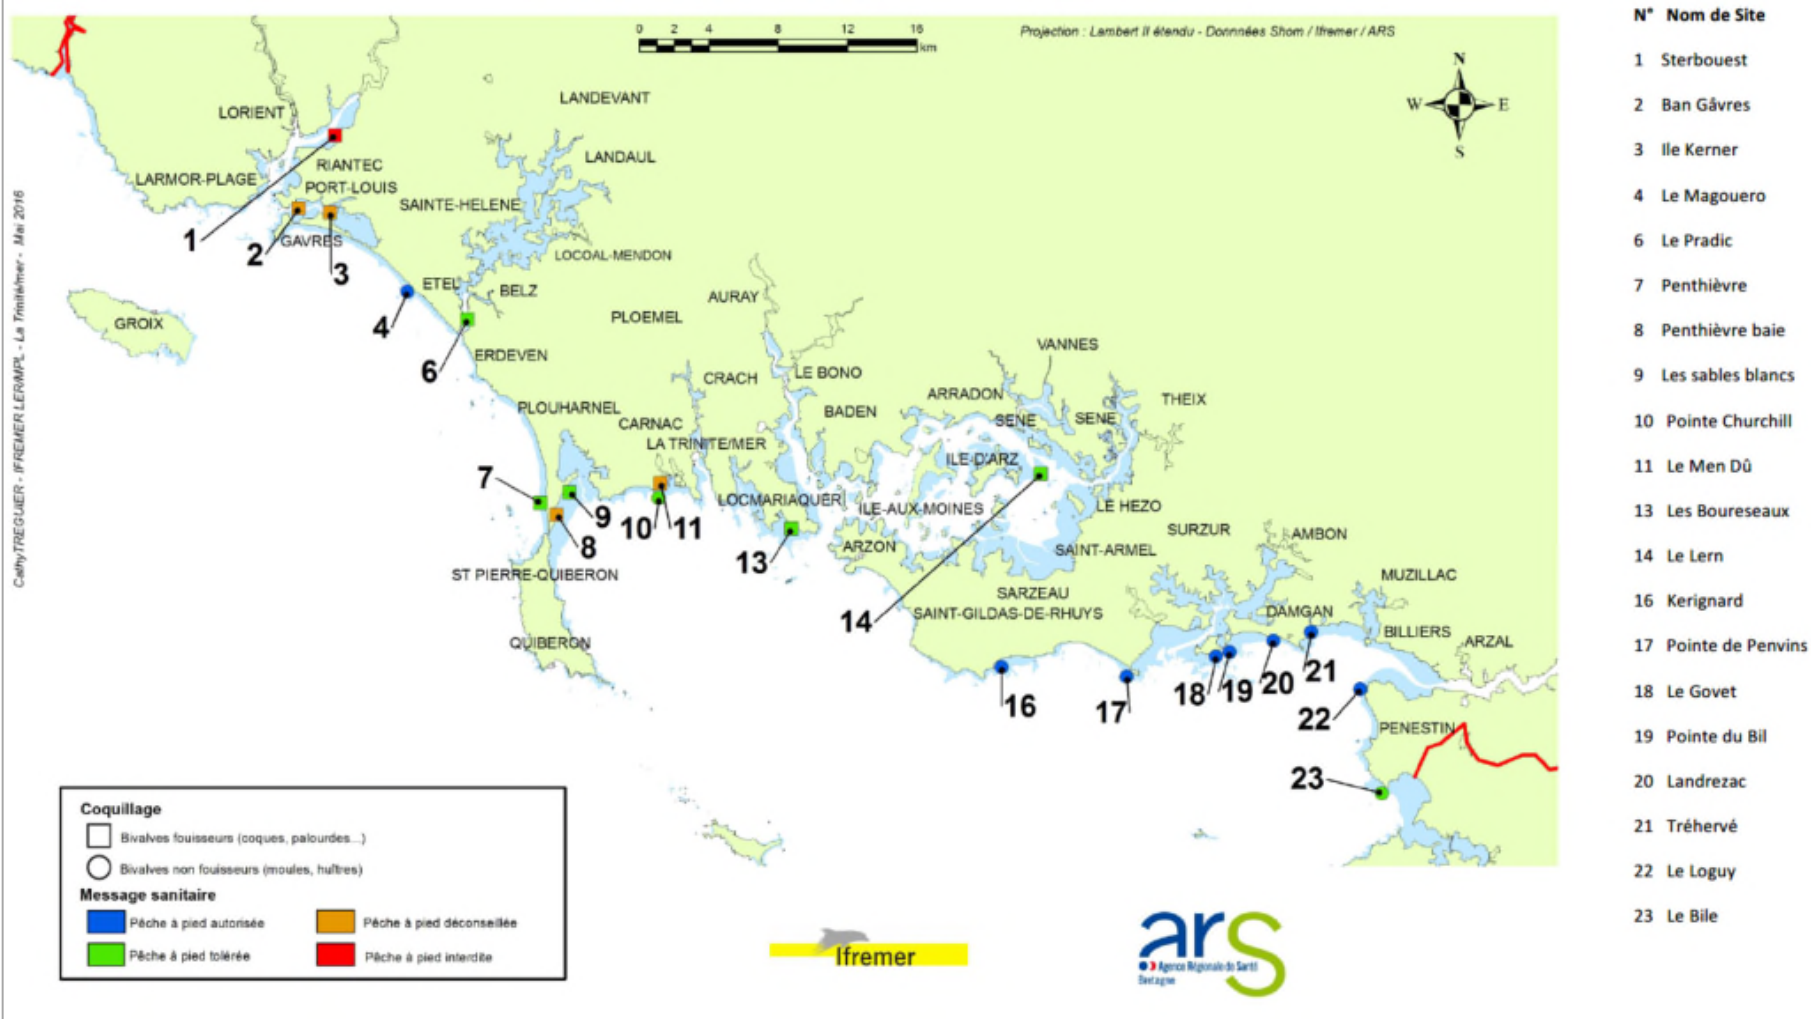 0 2 4 8 12 16
km
Projection : Lambert II étendu - Donnnées Shom / Ifremer / ARS
N
W E
S
CathyTREGUER - IFREMER LER/MPL - La Trinité/mer - Mai 2016
LANDEVANT
LORIENT
LANDAUL
RIANTEC
LARMOR-PLAGE
PORT-LOUIS
SAINTE-HELENE
1
2
GAVRES
3
LOCOAL-MENDON
ETEL
BELZ
AURAY
GROIX
4
PLOEMEL
6
ERDEVEN
VANNES
CRACH
LE BONO
ARRADON
THEIX
PLOUHARNEL
CARNAC
BADEN
SENE
SENE
LA TRINITE/MER
ILE-D'ARZ
7
LOCMARIAQUER
ILE-AUX-MOINES
LE HEZO
9
10
11
8
13
ARZON
SURZUR
AMBON
SAINT-ARMEL
ST PIERRE-QUIBERON
MUZILLAC
SARZEAU
14
SAINT-GILDAS-DE-RHUYS
DAMGAN
QUIBERON
BILLIERS
ARZAL
16
17
18
19
20
21
22
PENESTIN
23
Coquillage
Bivalves fouisseurs (coques, palourdes...)
Bivalves non fouisseurs (moules, huîtres)
Message sanitaire
Pêche à pied autorisée
Pêche à pied déconseillée
Pêche à pied tolérée
Pêche à pied interdite
Ifremer
ars
Agence Régionale de Santé
Bretagne
N° Nom de Site
1 Sterbouest
2 Ban Gâvres
3 Ile Kerner
4 Le Magouero
6 Le Pradic
7 Penthièvre
8 Penthièvre baie
9 Les sables blancs
10 Pointe Churchill
11 Le Men Dû
13 Les Boureseaux
14 Le Lern
16 Kerignard
17 Pointe de Penvins
18 Le Govet
19 Pointe du Bil
20 Landrezac
21 Tréhervé
22 Le Loguy
23 Le Bile